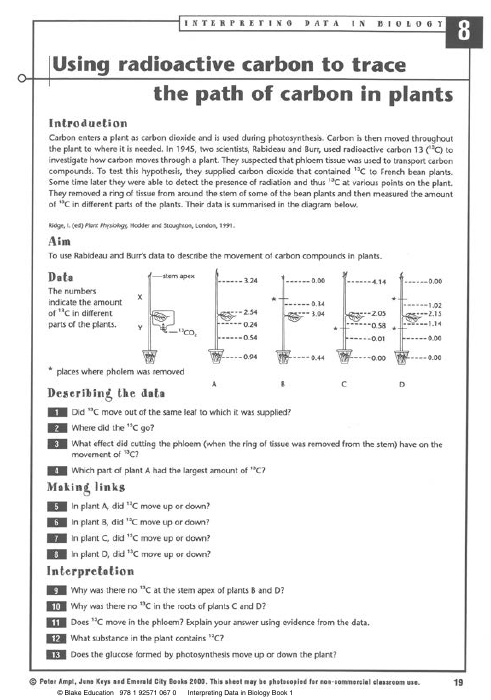 INTERPRETING DATA IN BIOLOGY
8
Using radioactive carbon to trace
the path of carbon in plants
Introduction
Carbon enters a plant as carbon dioxide and is used during photosynthesis. Carbon is then moved throughout
the plant to where it is needed. In 1945, two scientists, Rabideau and Burr, used radioactive carbon 13 (¹³C) to
investigate how carbon moves through a plant. They suspected that phloem tissue was used to transport carbon
compounds. To test this hypothesis, they supplied carbon dioxide that contained ¹³C to French bean plants.
Some time later they were able to detect the presence of radiation and thus ¹³C at various points on the plant.
They removed a ring of tissue from around the stem of some of the bean plants and then measured the amount
of ¹³C in different parts of the plants. Their data is summarised in the diagram below.
Ridge, I. (ed) Plant Physiology, Hodder and Stoughton, London, 1991.
Aim
To use Rabideau and Burr's data to describe the movement of carbon compounds in plants.
Data
The numbers
indicate the amount
of ¹³C in different
parts of the plants.
stem apex
X
Y
¹³CO₂
3.24
2.54
0.24
0.54
0.94
A
0.00
*
0.34
3.04
0.44
B
4.14
2.05
*
0.58
0.01
0.00
C
0.00
*
1.02
2.15
*
1.14
0.00
0.00
D
* places where pholem was removed
Describing the data
1 Did ¹³C move out of the same leaf to which it was supplied?
2 Where did the ¹³C go?
3 What effect did cutting the phloem (when the ring of tissue was removed from the stem) have on the
movement of ¹³C?
4 Which part of plant A had the largest amount of ¹³C?
Making links
5 In plant A, did ¹³C move up or down?
6 In plant B, did ¹³C move up or down?
7 In plant C, did ¹³C move up or down?
8 In plant D, did ¹³C move up or down?
Interpretation
9 Why was there no ¹³C at the stem apex of plants B and D?
10 Why was there no ¹³C in the roots of plants C and D?
11 Does ¹³C move in the phloem? Explain your answer using evidence from the data.
12 What substance in the plant contains ¹³C?
13 Does the glucose formed by photosynthesis move up or down the plant?
© Peter Ampt, June Keys and Emerald City Books 2000. This sheet may be photocopied for non-commercial classroom use.
19
© Blake Education 978 1 92571 067 0 Interpreting Data in Biology Book 1